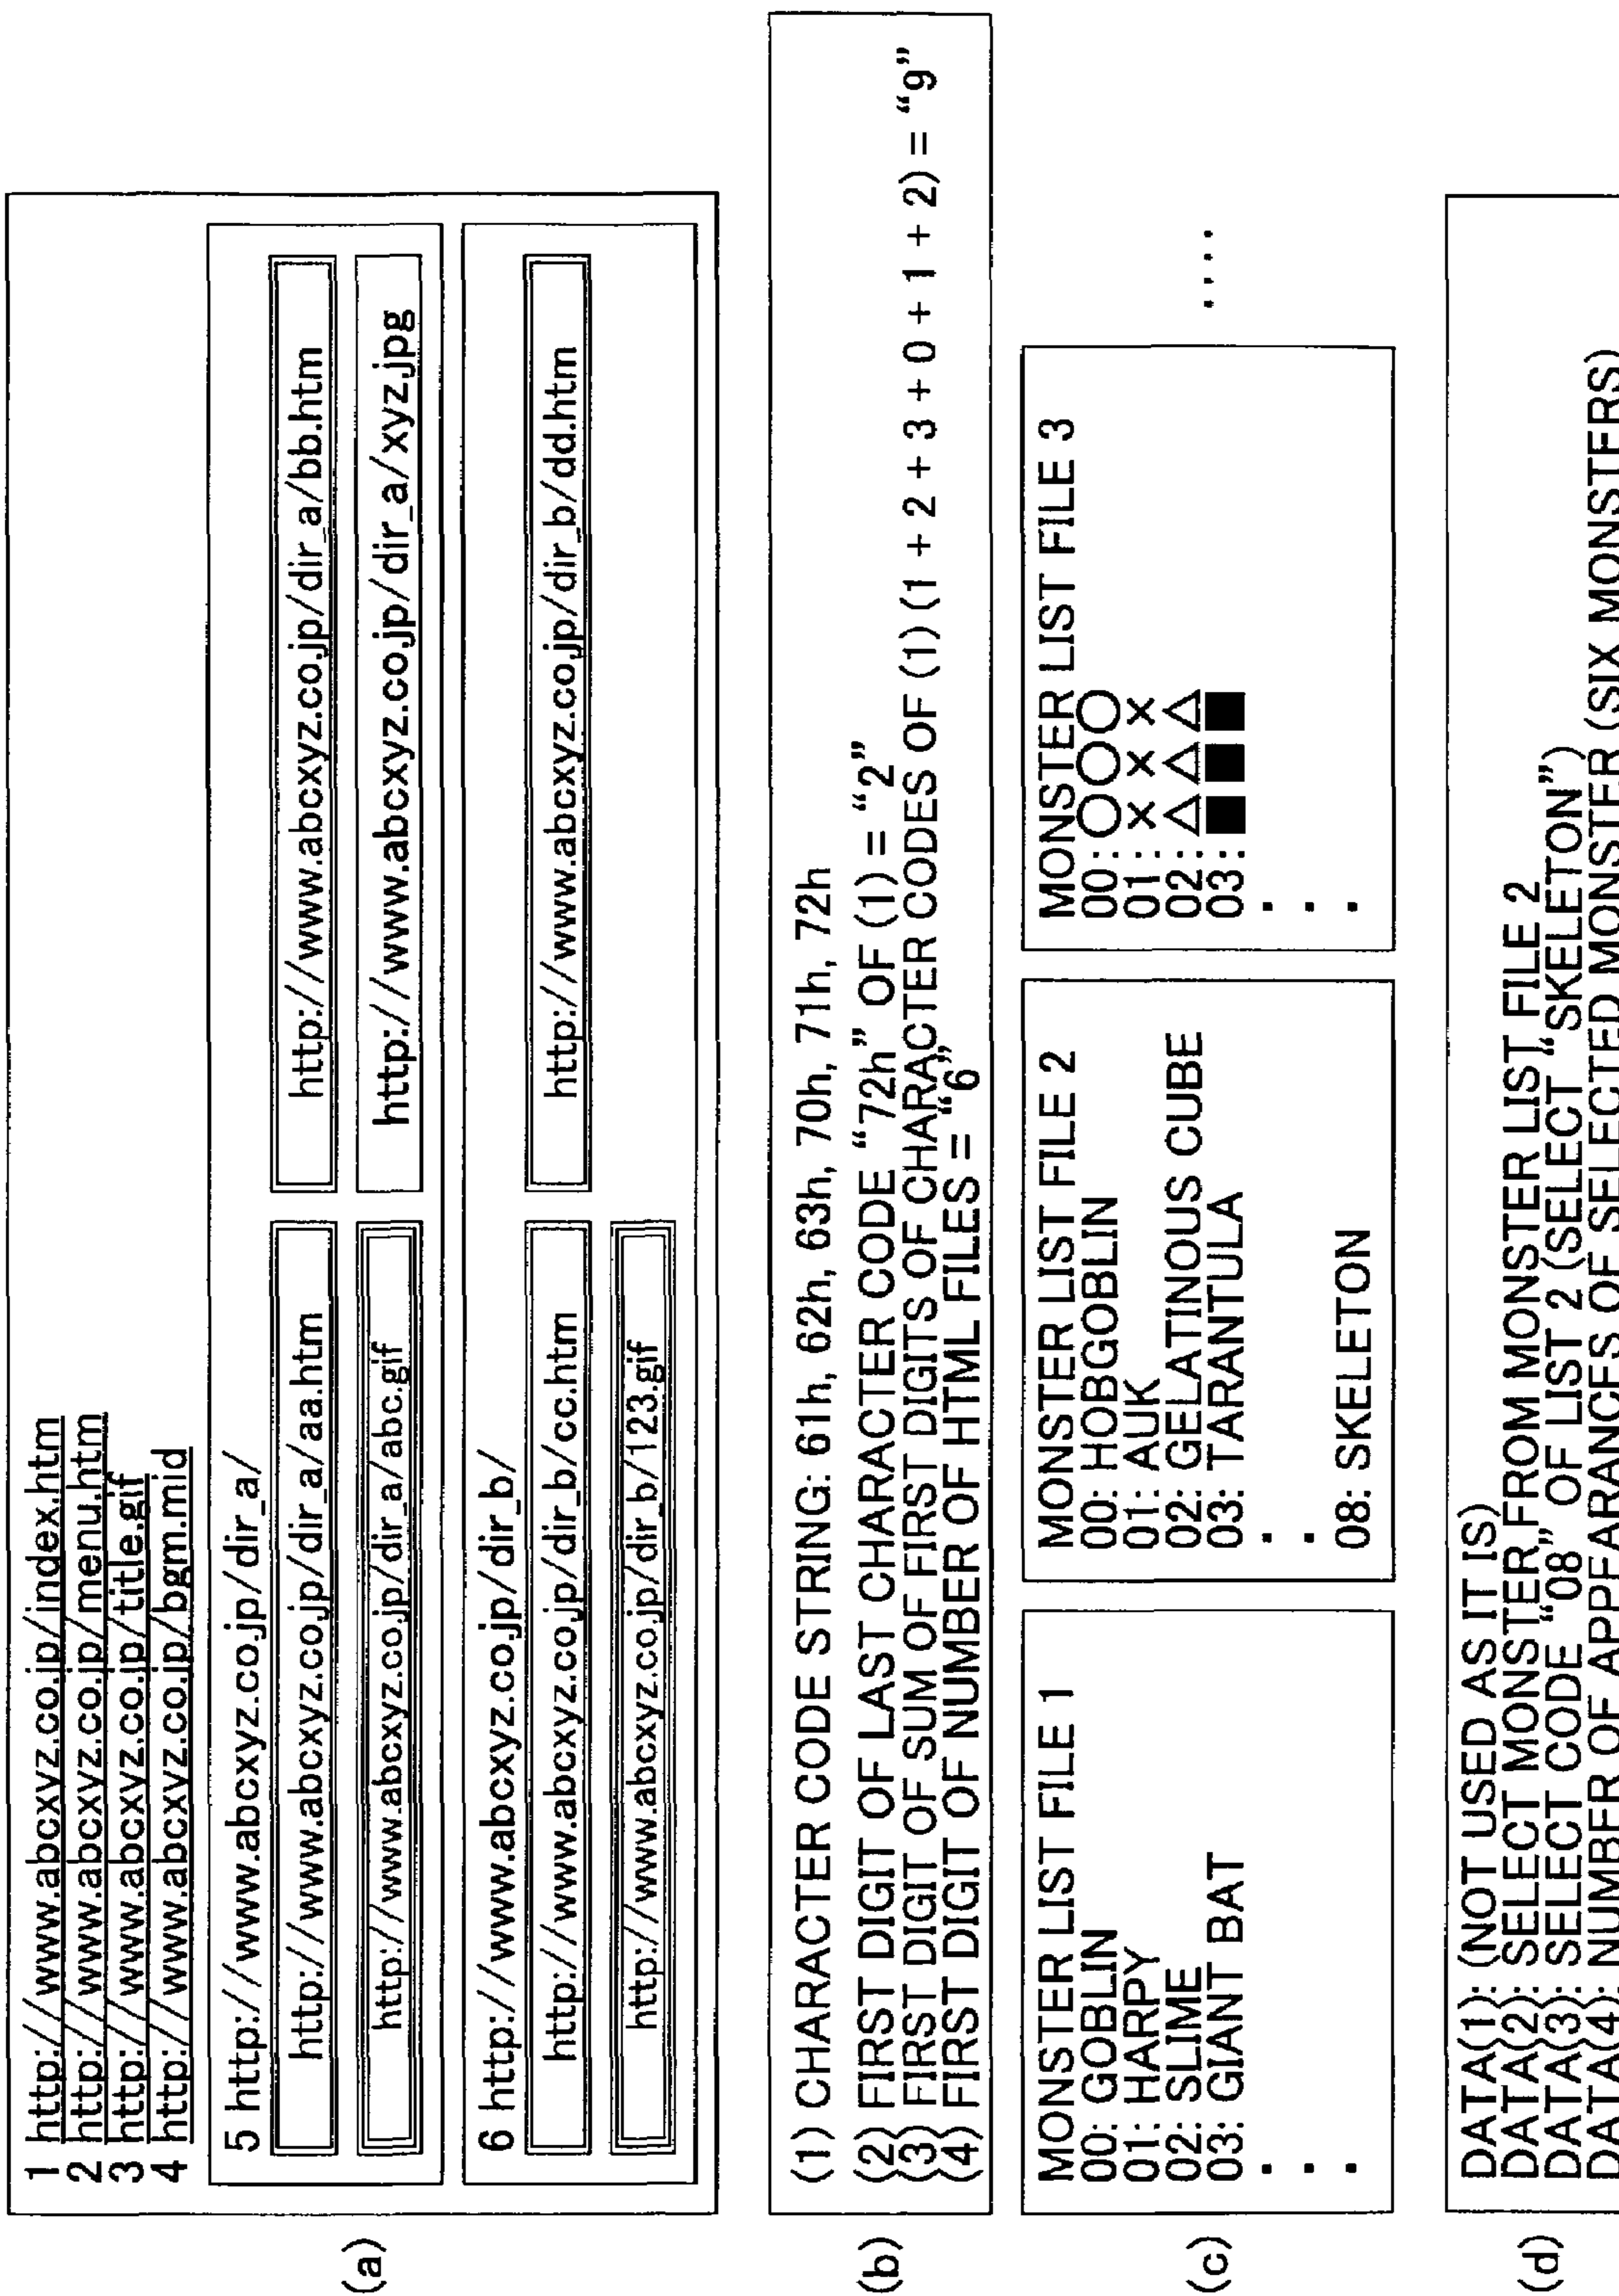 (a)
1 http://www.abcxyz.co.jp/index.htm
2 http://www.abcxyz.co.jp/menu.htm
3 http://www.abcxyz.co.jp/title.gif
4 http://www.abcxyz.co.jp/bgm.mid
5 http://www.abcxyz.co.jp/dir_a/
http://www.abcxyz.co.jp/dir_a/aa.htm
http://www.abcxyz.co.jp/dir_a/bb.htm
http://www.abcxyz.co.jp/dir_a/abc.gif
http://www.abcxyz.co.jp/dir_a/xyz.jpg
6 http://www.abcxyz.co.jp/dir_b/
http://www.abcxyz.co.jp/dir_b/cc.htm
http://www.abcxyz.co.jp/dir_b/dd.htm
http://www.abcxyz.co.jp/dir_b/123.gif
(b)
(1) CHARACTER CODE STRING: 61h, 62h, 63h, 70h, 71h, 72h
(2) FIRST DIGIT OF LAST CHARACTER CODE “72h” OF (1) = “2”
(3) FIRST DIGIT OF SUM OF FIRST DIGITS OF CHARACTER CODES OF (1) (1 + 2 + 3 + 0 + 1 + 2) = “9”
(4) FIRST DIGIT OF NUMBER OF HTML FILES = “6”
(c)
MONSTER LIST FILE 1
00: GOBLIN
01: HARPY
02: SLIME
03: GIANT BAT
.
.
.
MONSTER LIST FILE 2
00: HOBGOBLIN
01: AUK
02: GELATINOUS CUBE
03: TARANTULA
.
.
08: SKELETON
MONSTER LIST FILE 3
00: ○○○
01: ×××
02: △△△
03: ■■■
.
.
.
....
(d)
DATA(1): (NOT USED AS IT IS)
DATA(2): SELECT MONSTER FROM MONSTER LIST FILE 2
DATA(3): SELECT CODE “08” OF LIST 2 (SELECT “SKELETON”)
DATA(4): NUMBER OF APPEARANCES OF SELECTED MONSTER (SIX MONSTERS)